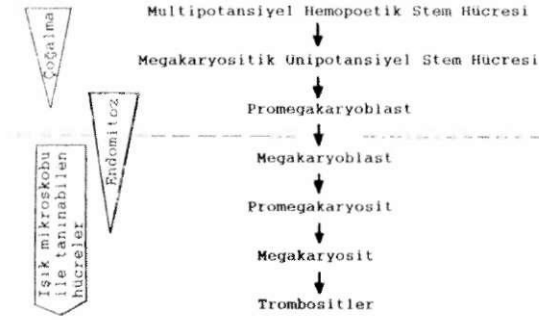 Multipotansiyel Hemopoetik Stem Hücresi
Megakaryositik Unipotansiyel Stem Hücresi
Promegakaryoblast
Megakaryoblast
Promegakaryosit
Megakaryosit
Trombositler
Çoğalma
Endomitoz
Işık mikroskobu
ile tanınabilen
hücreler